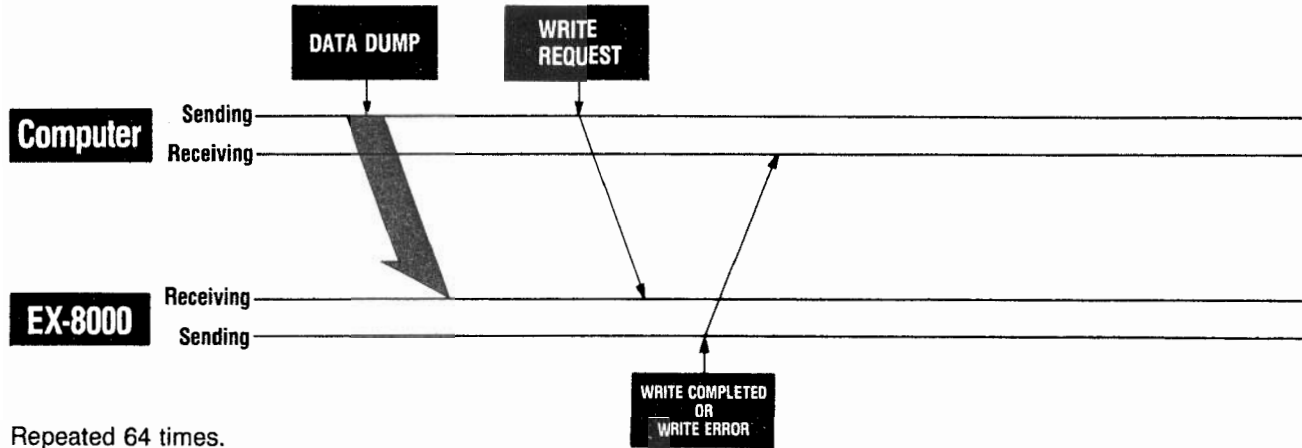 DATA DUMP
WRITE
REQUEST
Computer
Sending
Receiving
EX-8000
Receiving
Sending
WRITE COMPLETED
OR
WRITE ERROR
Repeated 64 times.